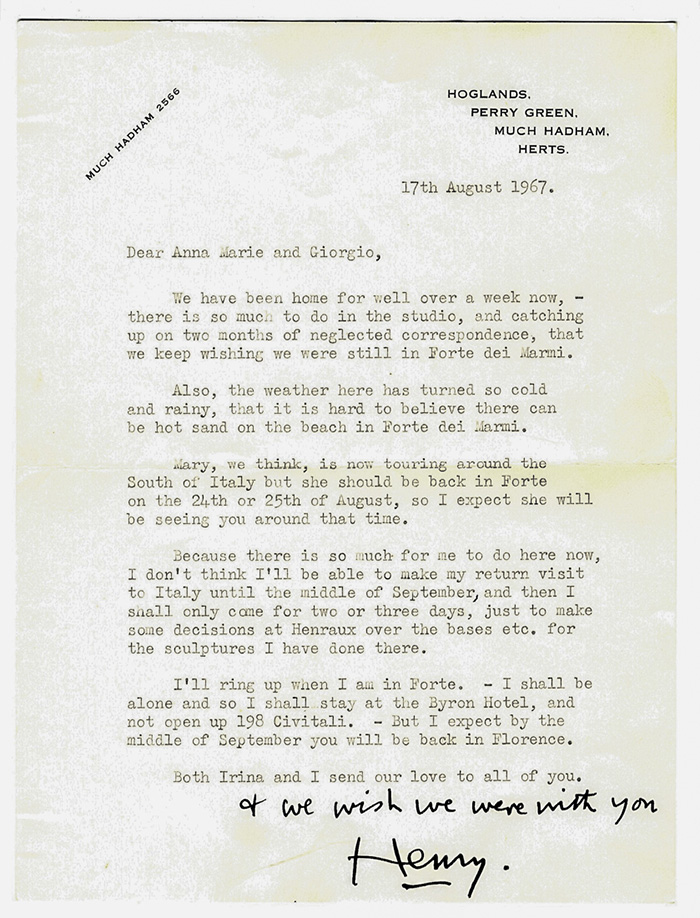 MUCH HADHAM 2566
HOGLANDS,
PERRY GREEN,
MUCH HADHAM,
HERTS.
17th August 1967.
Dear Anna Marie and Giorgio,
We have been home for well over a week now, -
there is so much to do in the studio, and catching
up on two months of neglected correspondence, that
we keep wishing we were still in Forte dei Marmi.
Also, the weather here has turned so cold
and rainy, that it is hard to believe there can
be hot sand on the beach in Forte dei Marmi.
Mary, we think, is now touring around the
South of Italy but she should be back in Forte
on the 24th or 25th of August, so I expect she will
be seeing you around that time.
Because there is so much for me to do here now,
I don't think I'll be able to make my return visit
to Italy until the middle of September, and then I
shall only come for two or three days, just to make
some decisions at Henraux over the bases etc. for
the sculptures I have done there.
I'll ring up when I am in Forte. - I shall be
alone and so I shall stay at the Byron Hotel, and
not open up 198 Civitali. - But I expect by the
middle of September you will be back in Florence.
Both Irina and I send our love to all of you.
& we wish we were with you
Henry.